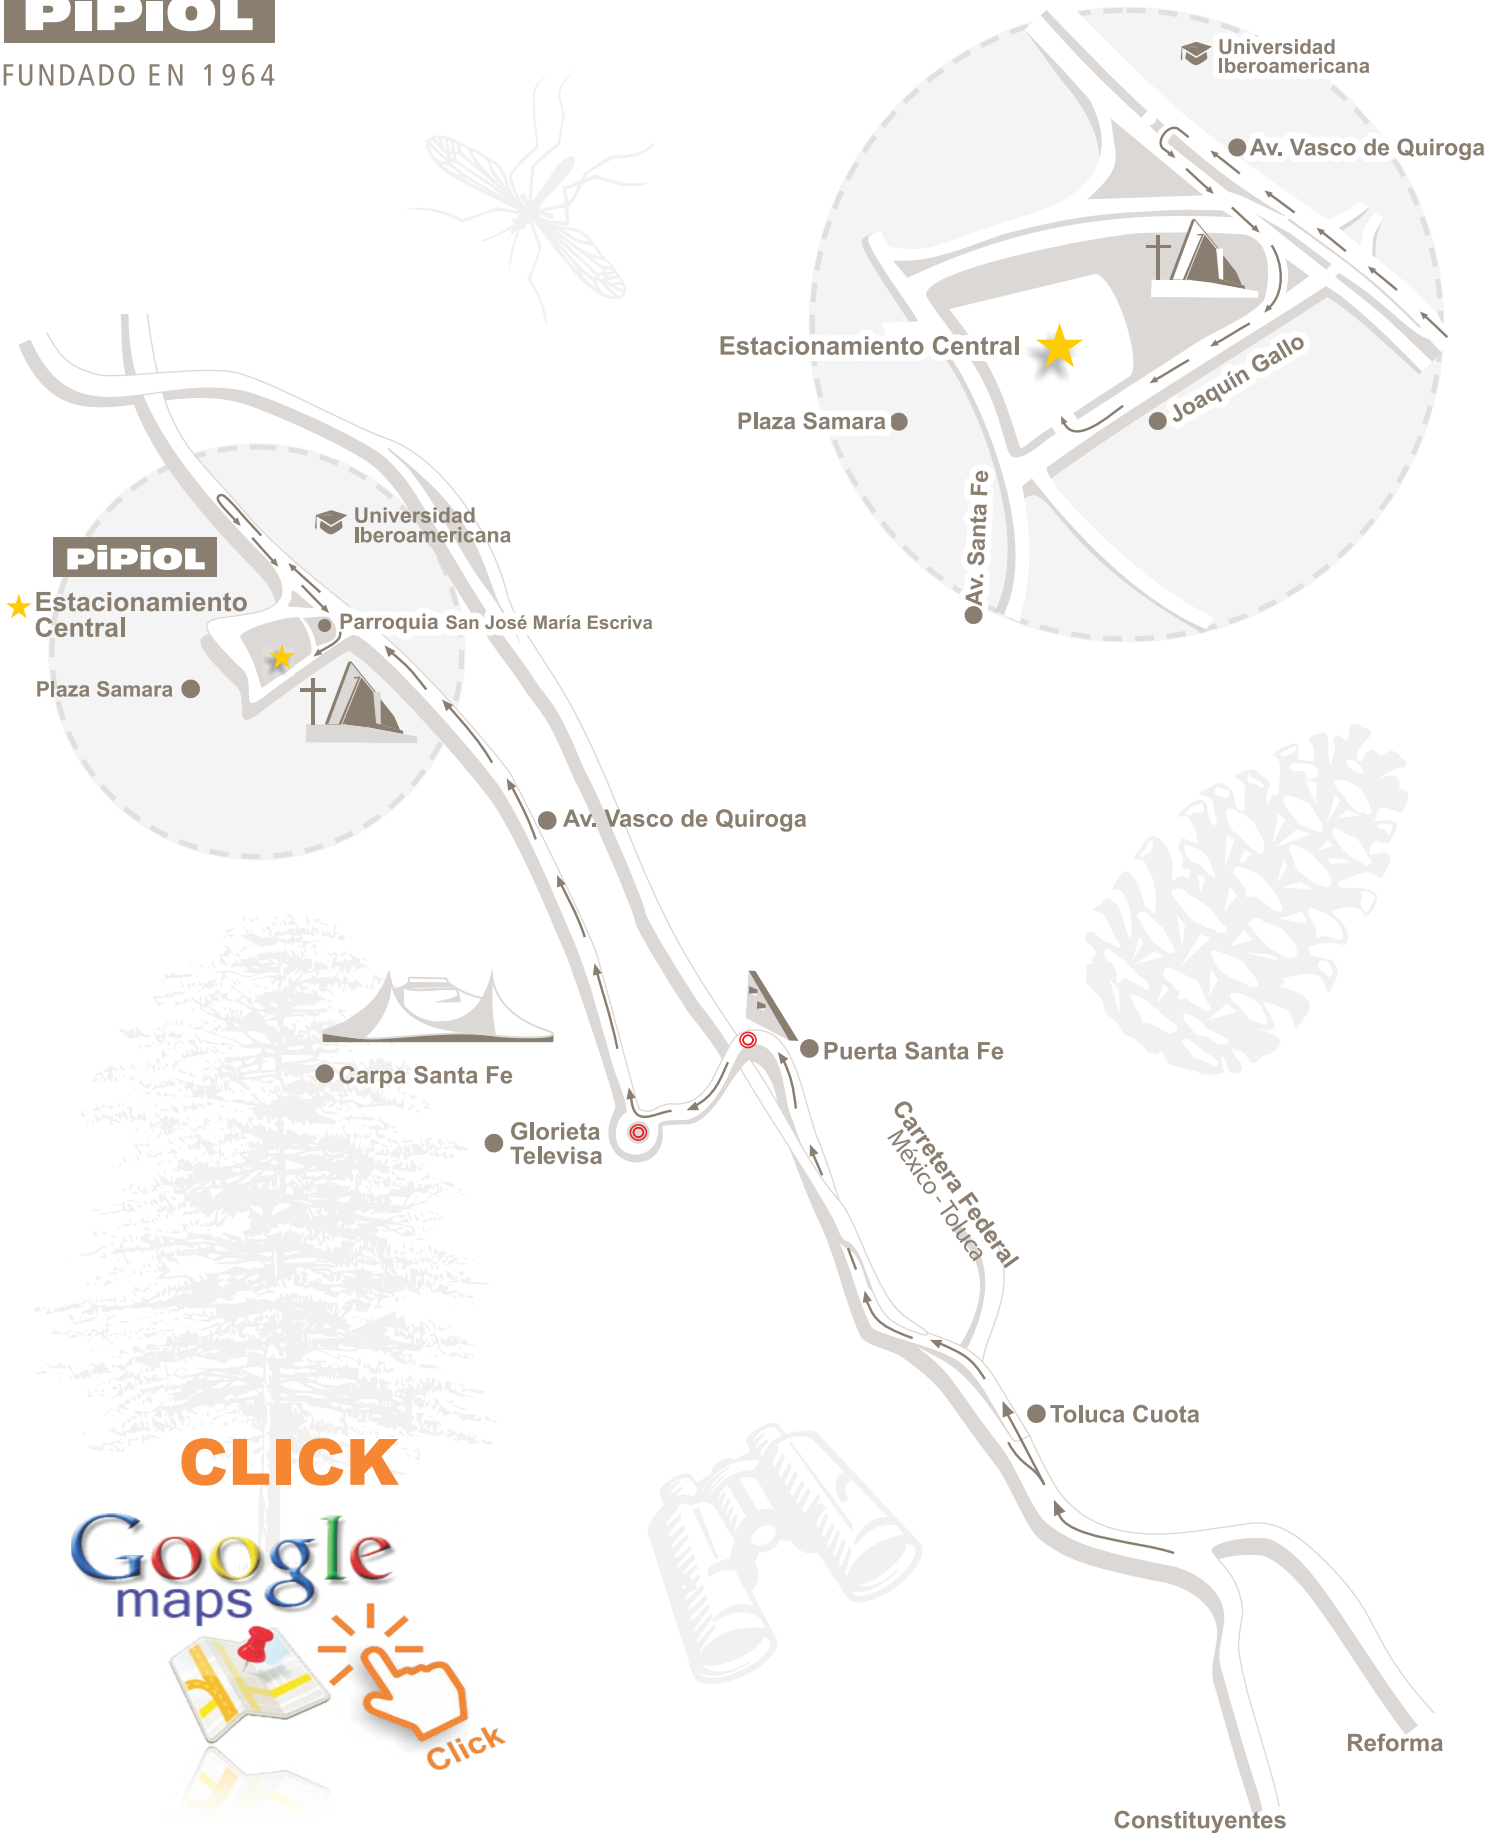 PiPiOL
FUNDADO EN 1964
Universidad
Iberoamericana
Av. Vasco de Quiroga
Estacionamiento Central
Joaquín Gallo
Plaza Samara
Av. Santa Fe
Universidad
Iberoamericana
PiPiOL
Estacionamiento
Central
Parroquia San José María Escriva
Plaza Samara
Av. Vasco de Quiroga
Puerta Santa Fe
Carpa Santa Fe
Glorieta
Televisa
Carretera Federal
México - Toluca
Toluca Cuota
CLICK
Google
maps
Click
Reforma
Constituyentes